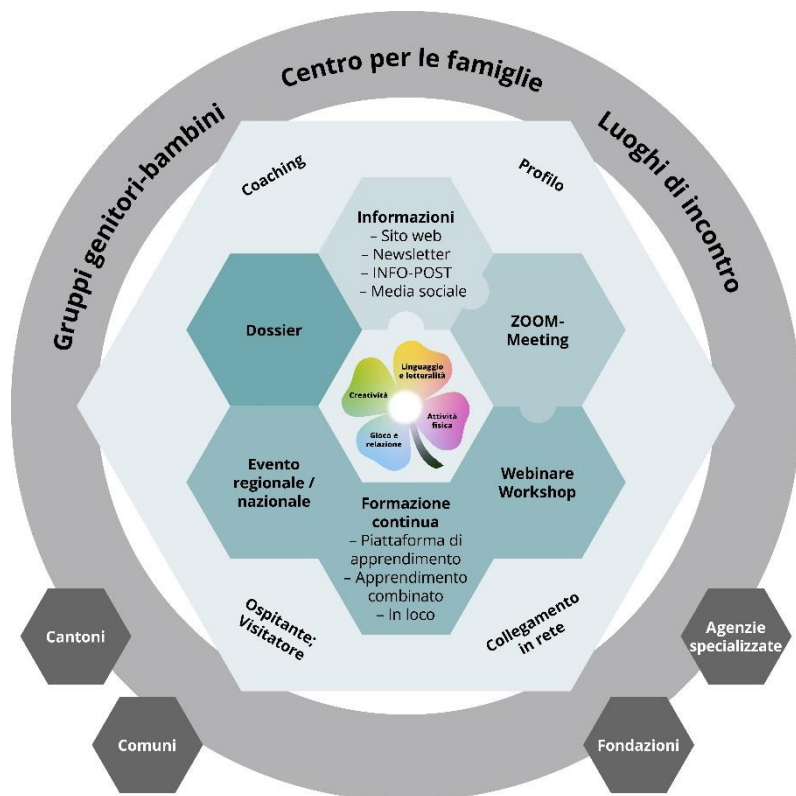 Centro per le famiglie
Gruppi genitori-bambini
Luoghi di incontro
Coaching
Profilo
Informazioni
– Sito web
– Newsletter
– INFO-POST
– Media sociale
Dossier
ZOOM-
Meeting
Linguaggio
e letteralità
Creatività
Attività
fisica
Gioco e
relazione
Evento
regionale /
nazionale
Webinare
Workshop
Formazione
continua
– Piattaforma di
apprendimento
– Apprendimento
combinato
– In loco
Ospitante;
Visitatore
Collegamento
in rete
Cantoni
Agenzie
specializzate
Comuni
Fondazioni